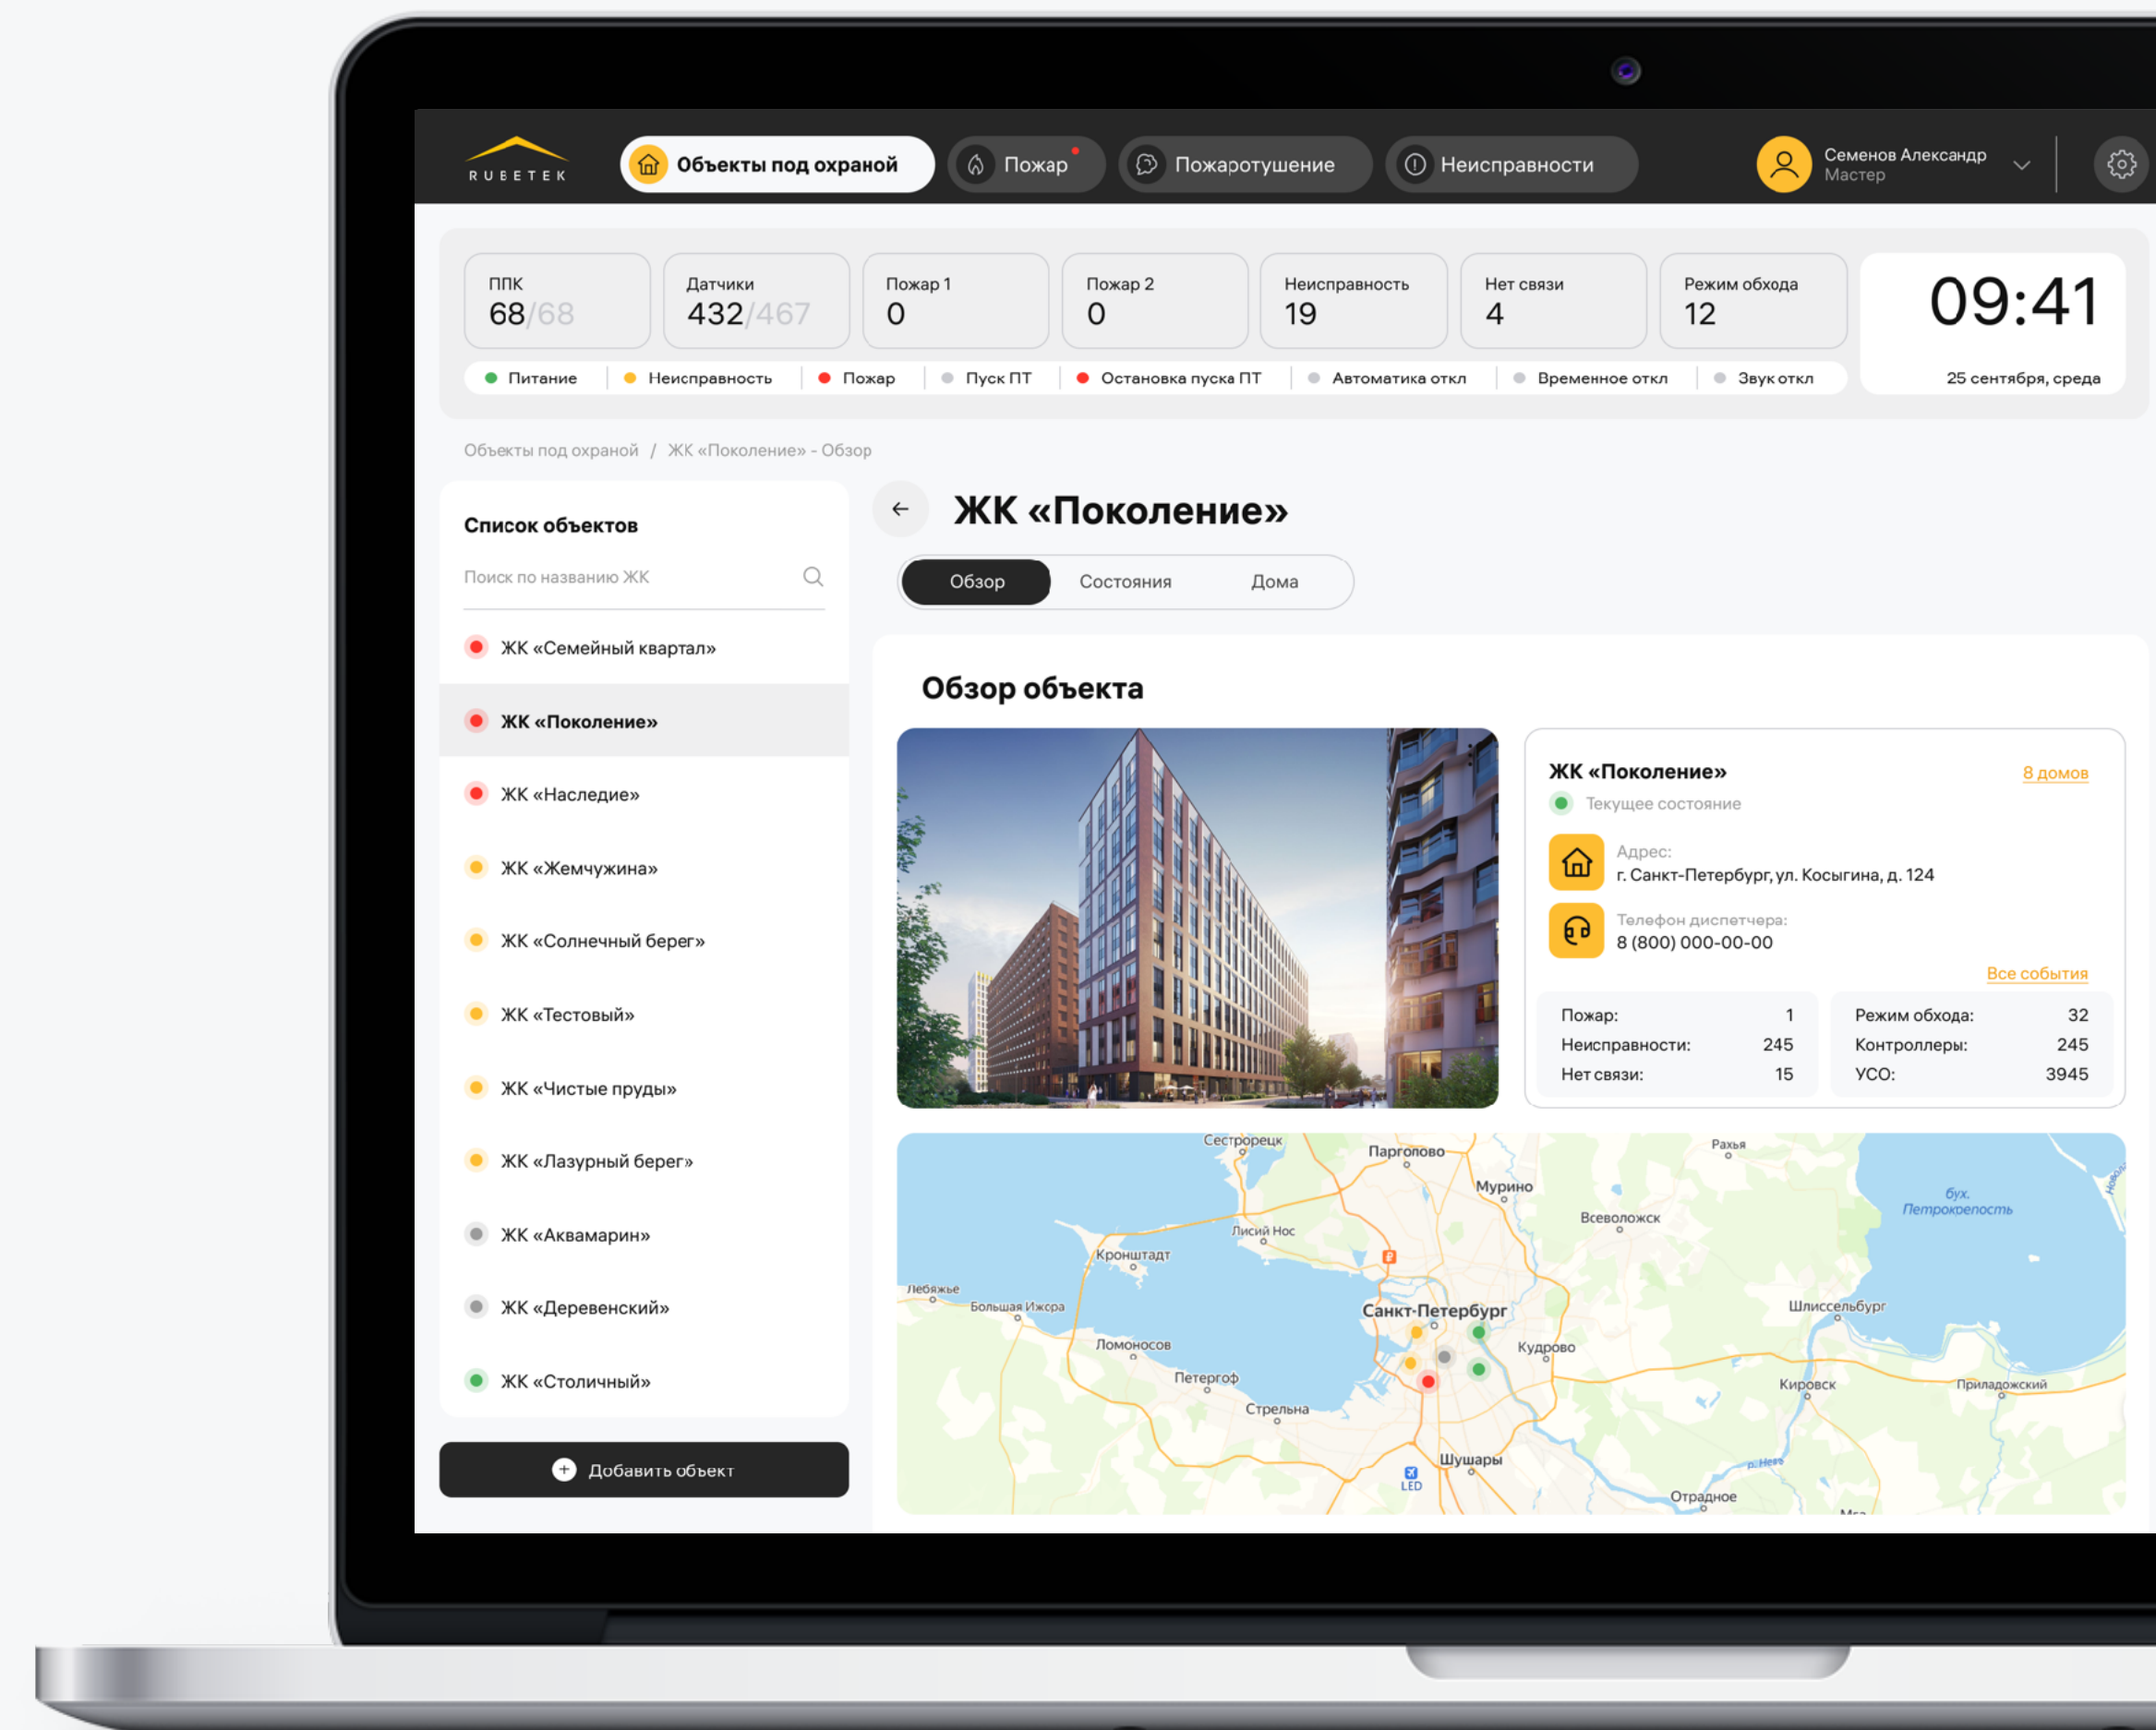 RUBETEK
Объекты под охраной
Пожар
Пожаротушение
Неисправности
Семенов Александр
Мастер
ППК
68/68
Датчики
432/467
Пожар 1
0
Пожар 2
0
Неисправность
19
Нет связи
4
Режим обхода
12
09:41
25 сентября, среда
Питание
Неисправность
Пожар
Пуск ПТ
Остановка пуска ПТ
Автоматика откл
Временное откл
Звук откл
Объекты под охраной / ЖК «Поколение» - Обзор
Список объектов
Поиск по названию ЖК
ЖК «Семейный квартал»
ЖК «Поколение»
ЖК «Наследие»
ЖК «Жемчужина»
ЖК «Солнечный берег»
ЖК «Тестовый»
ЖК «Чистые пруды»
ЖК «Лазурный берег»
ЖК «Аквамарин»
ЖК «Деревенский»
ЖК «Столичный»
Добавить объект
ЖК «Поколение»
Обзор
Состояния
Дома
Обзор объекта
ЖК «Поколение»
8 домов
Текущее состояние
Адрес:
г. Санкт-Петербург, ул. Косыгина, д. 124
Телефон диспетчера:
8 (800) 000-00-00
Все события
Пожар: 1
Неисправности: 245
Нет связи: 15
Режим обхода: 32
Контроллеры: 245
УСО: 3945
Сестрорецк
Парголово
Рахья
Мурино
бух.
Петрокрепость
Всеволожск
Лисий Нос
Кронштадт
Лебяжье
Большая Ижора
Санкт-Петербург
Шлиссельбург
Ломоносов
Кудрово
Петергоф
Кировск
Приладожский
Стрельна
Шушары
р. Нева
LED
Отрадное